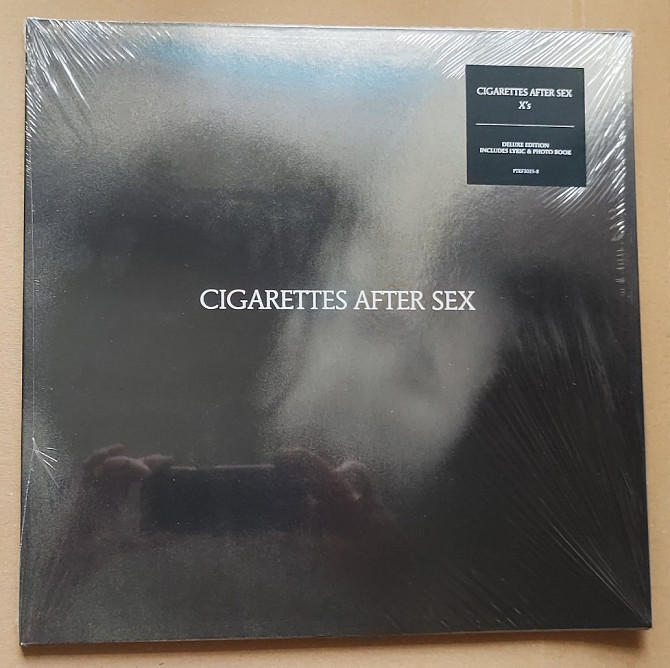 CIGARETTES AFTER SEX
X's
DELUXE EDITION
INCLUDES LYRIC & PHOTO BOOK
CIGARETTES AFTER SEX